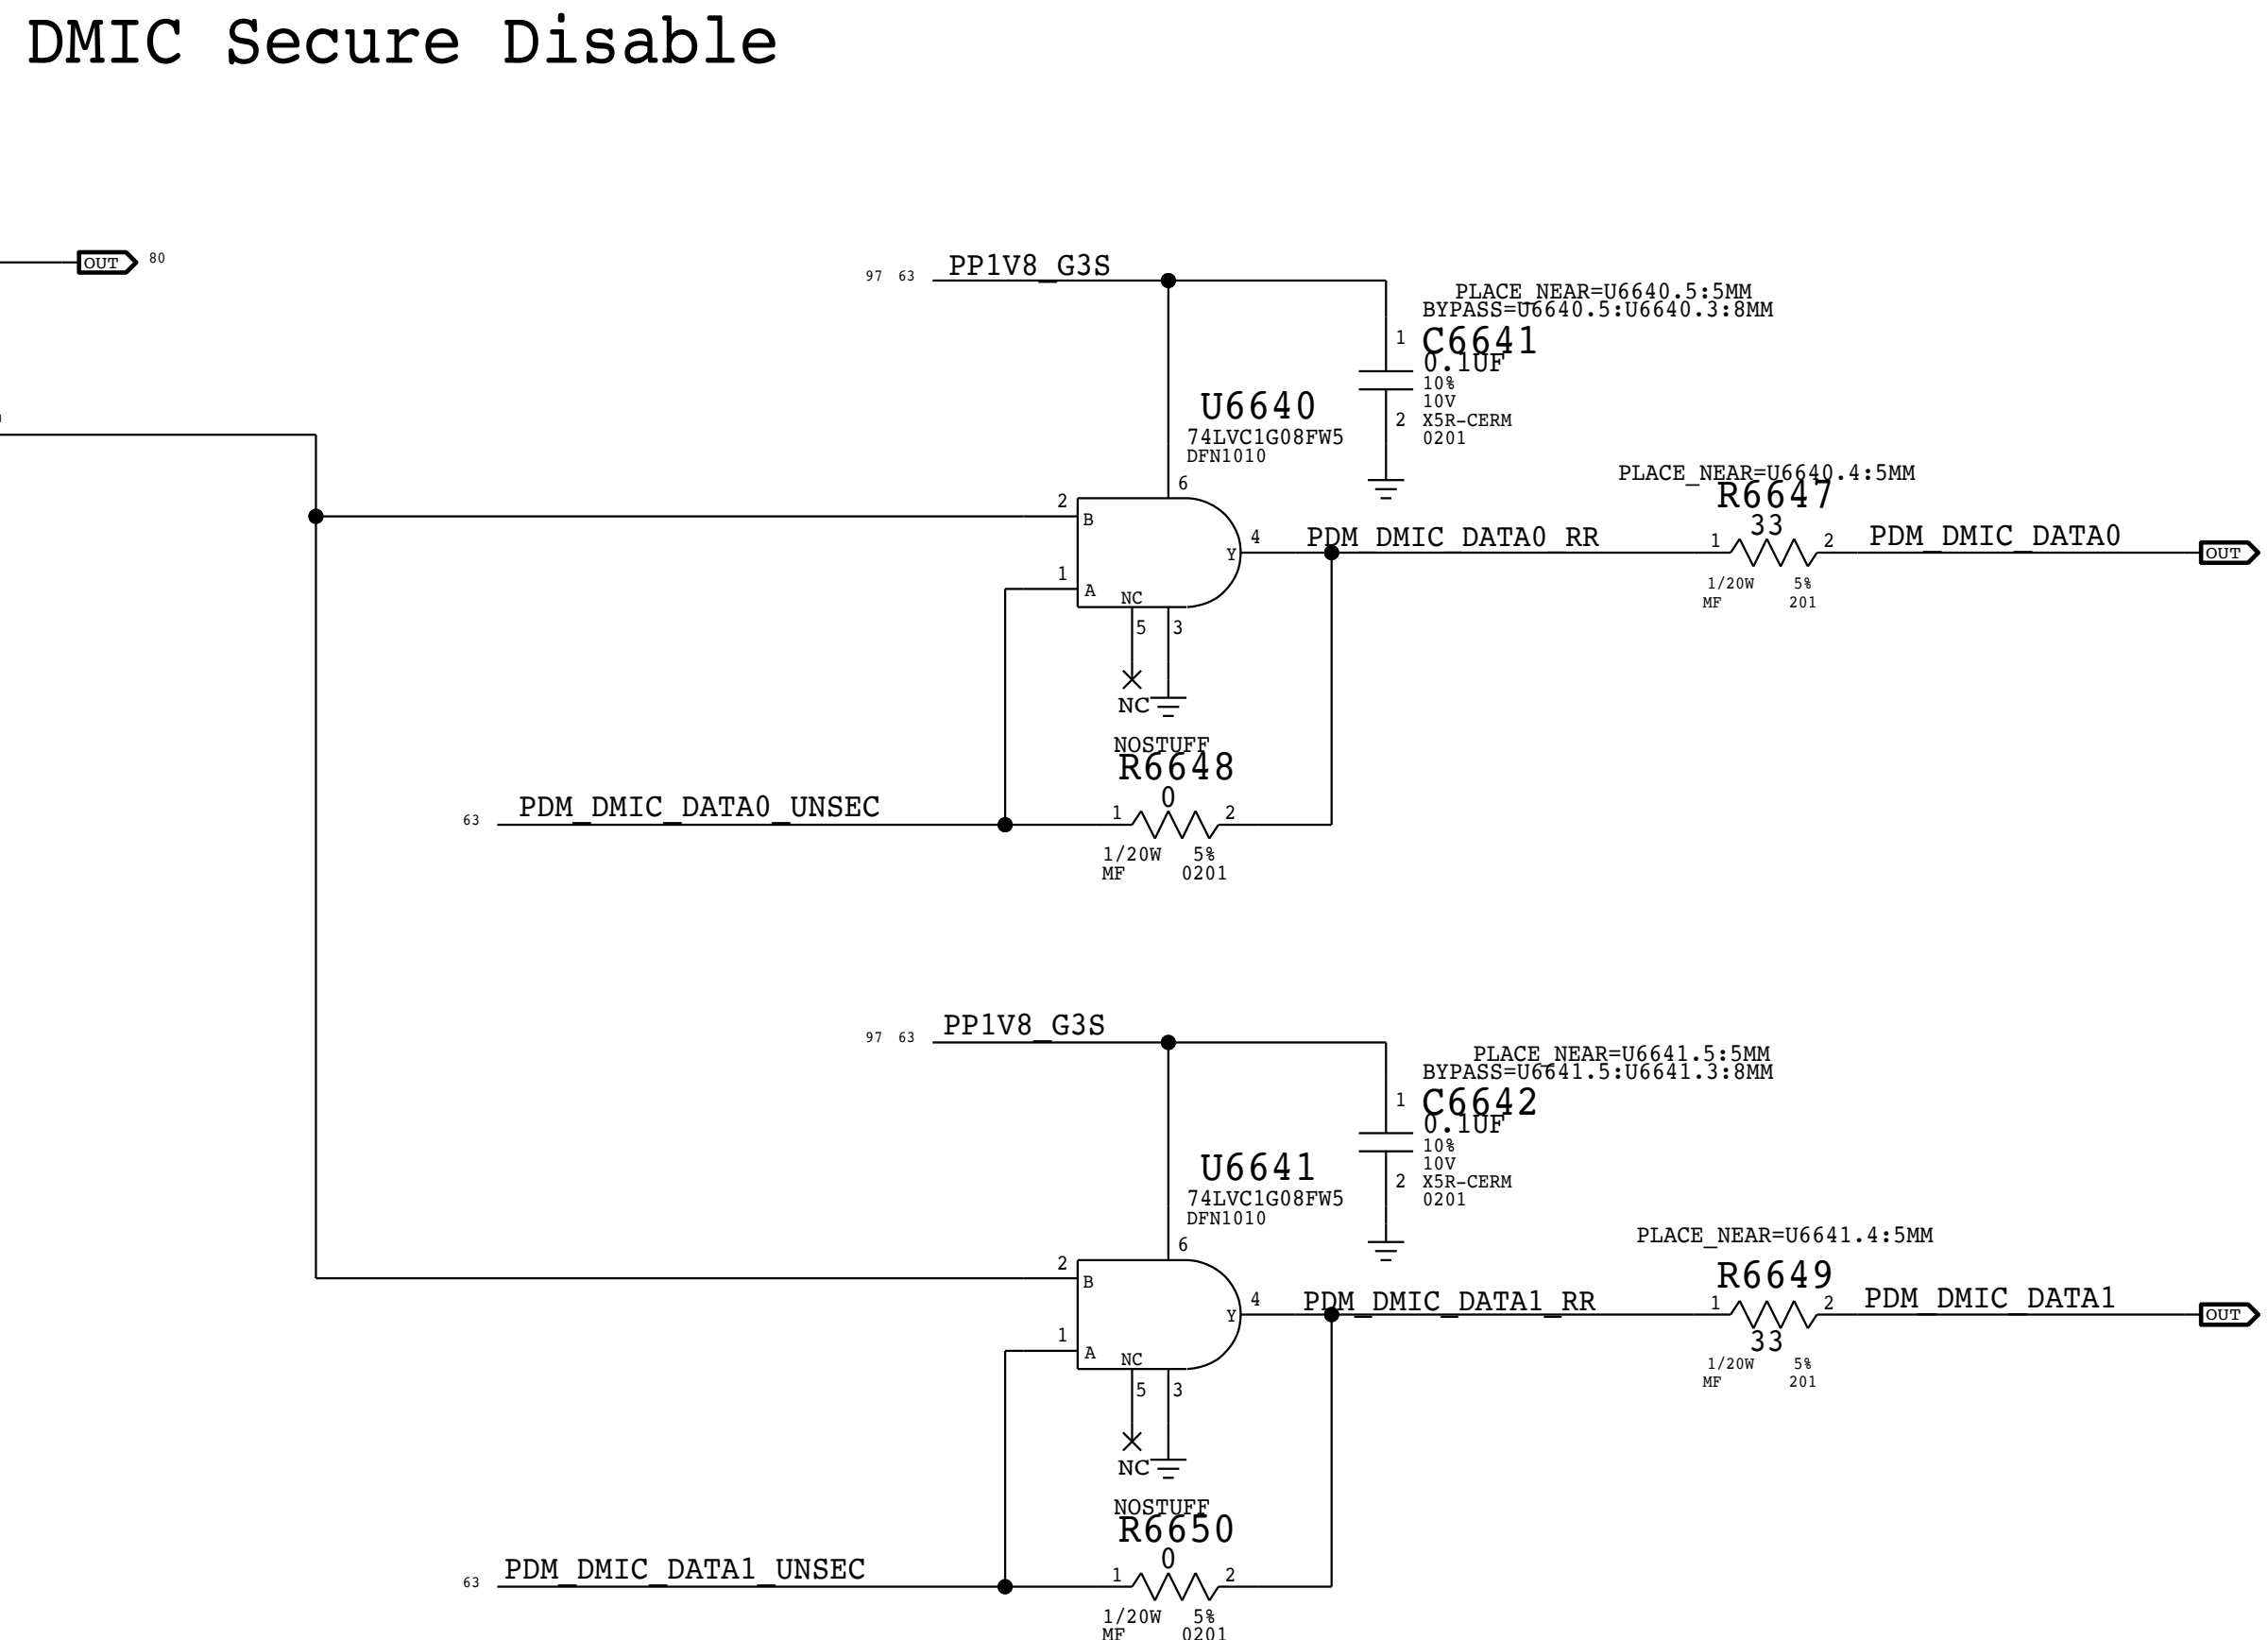 DMIC Secure Disable
OUT 80
97 63 PP1V8_G3S
PLACE_NEAR=U6640.5:5MM
BYPASS=U6640.5:U6640.3:8MM
1 C6641
0.1UF
10%
10V
2 X5R-CERM
0201
U6640
74LVC1G08FW5
DFN1010
6
2 B
1 A
NC
Y 4
5 3
NC
PDM_DMIC_DATA0_RR
PLACE_NEAR=U6640.4:5MM
R6647
33
1 2
1/20W 5%
MF 201
PDM_DMIC_DATA0
OUT
NOSTUFF
R6648
0
63 PDM_DMIC_DATA0_UNSEC
1 2
1/20W 5%
MF 0201
97 63 PP1V8_G3S
PLACE_NEAR=U6641.5:5MM
BYPASS=U6641.5:U6641.3:8MM
1 C6642
0.1UF
10%
10V
2 X5R-CERM
0201
U6641
74LVC1G08FW5
DFN1010
6
2 B
1 A
NC
Y 4
5 3
NC
PDM_DMIC_DATA1_RR
PLACE_NEAR=U6641.4:5MM
R6649
1 2
33
1/20W 5%
MF 201
PDM_DMIC_DATA1
OUT
NOSTUFF
R6650
0
63 PDM_DMIC_DATA1_UNSEC
1 2
1/20W 5%
MF 0201